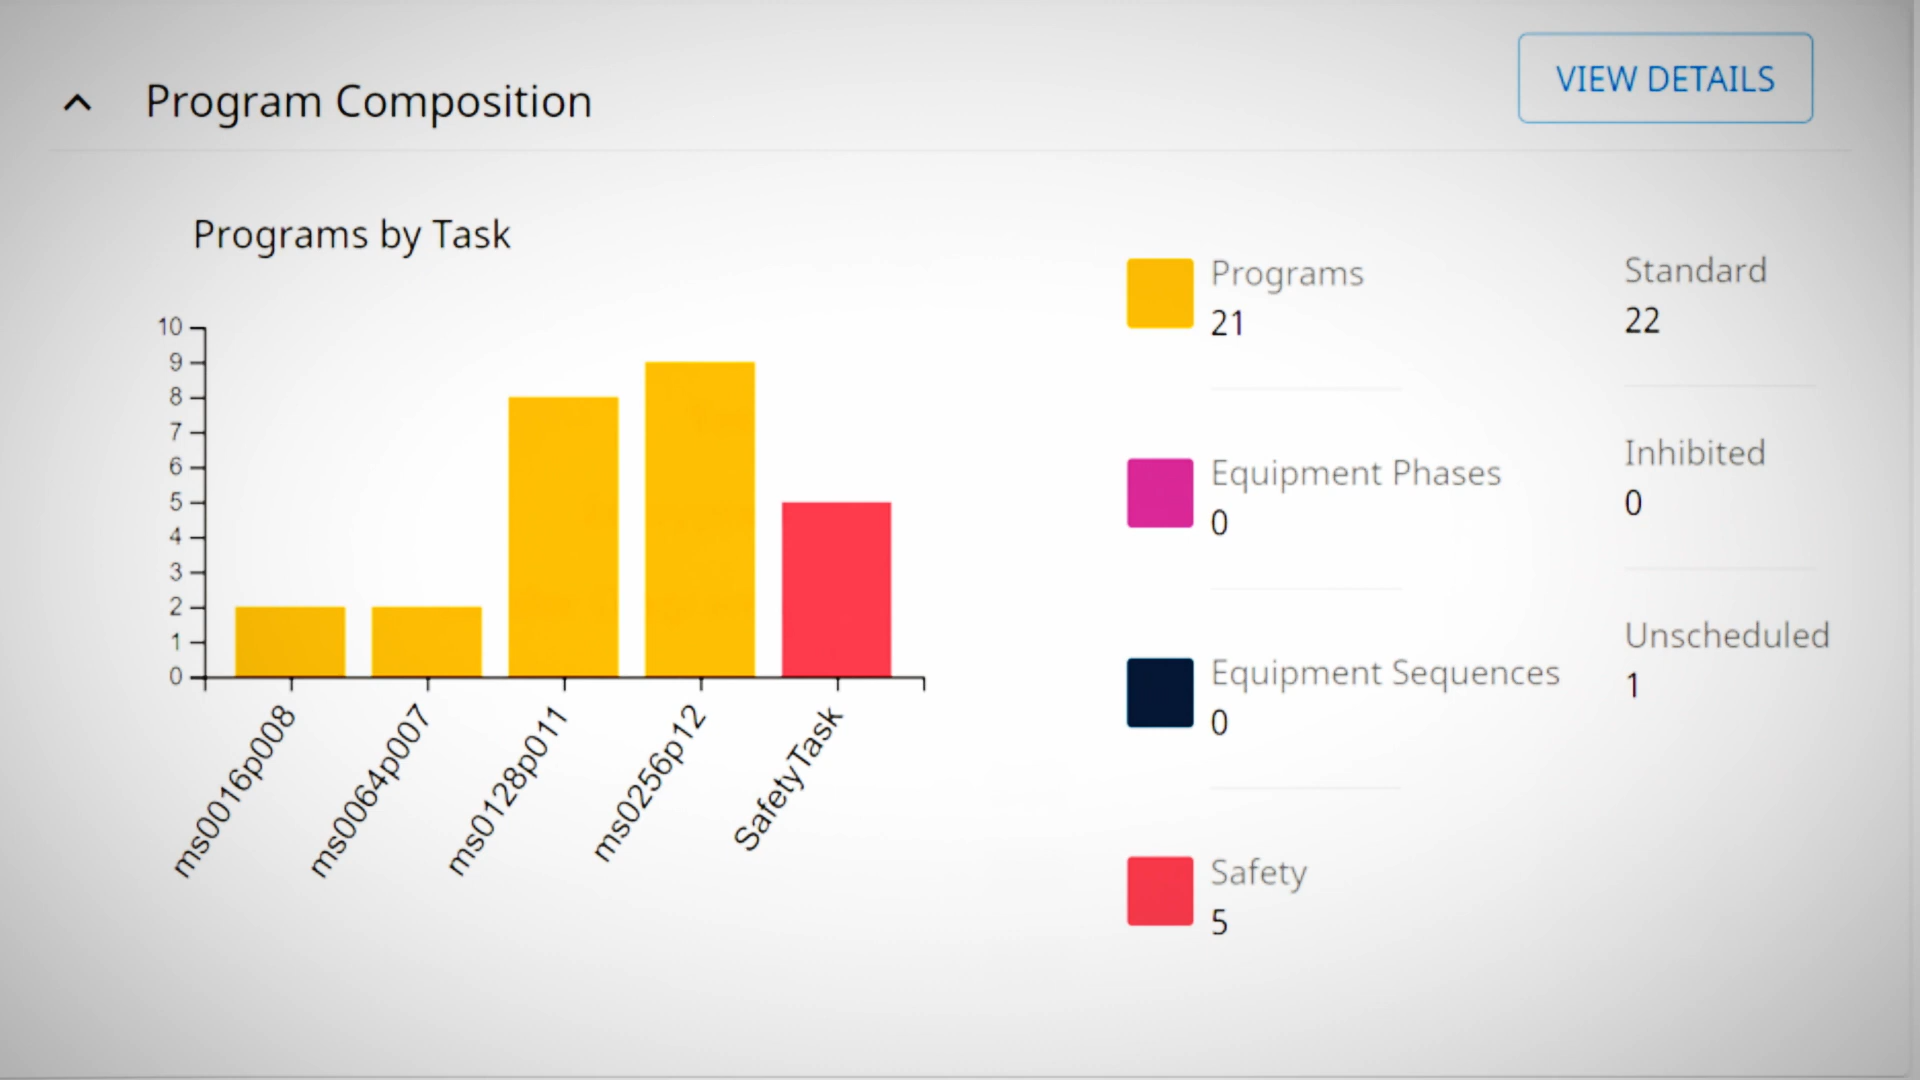 Program Composition
VIEW DETAILS
Programs by Task
10
9
8
7
6
5
4
3
2
1
0
ms0016p008
ms0064p007
ms0128p011
ms0256p12
SafetyTask
Programs
21
Equipment Phases
0
Equipment Sequences
0
Safety
5
Standard
22
Inhibited
0
Unscheduled
1